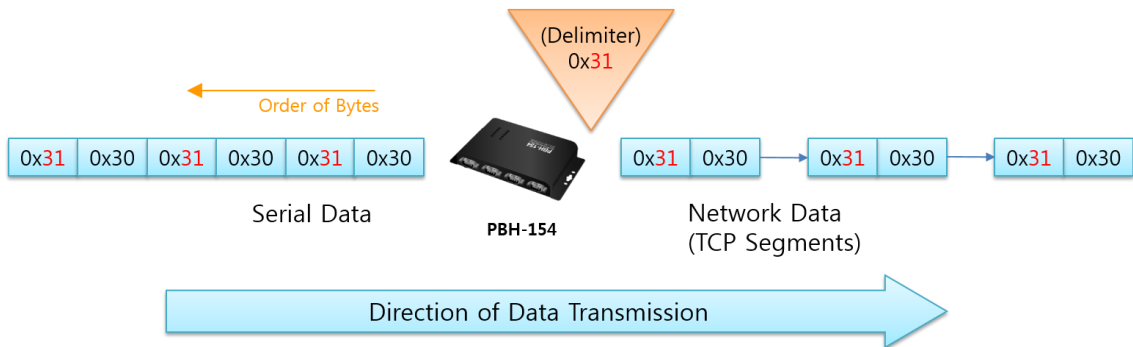 (Delimiter)
0x31
Order of Bytes
0x31 0x30 0x31 0x30 0x31 0x30
0x31 0x30
0x31 0x30
0x31 0x30
Serial Data
PBH-154
Network Data
(TCP Segments)
Direction of Data Transmission